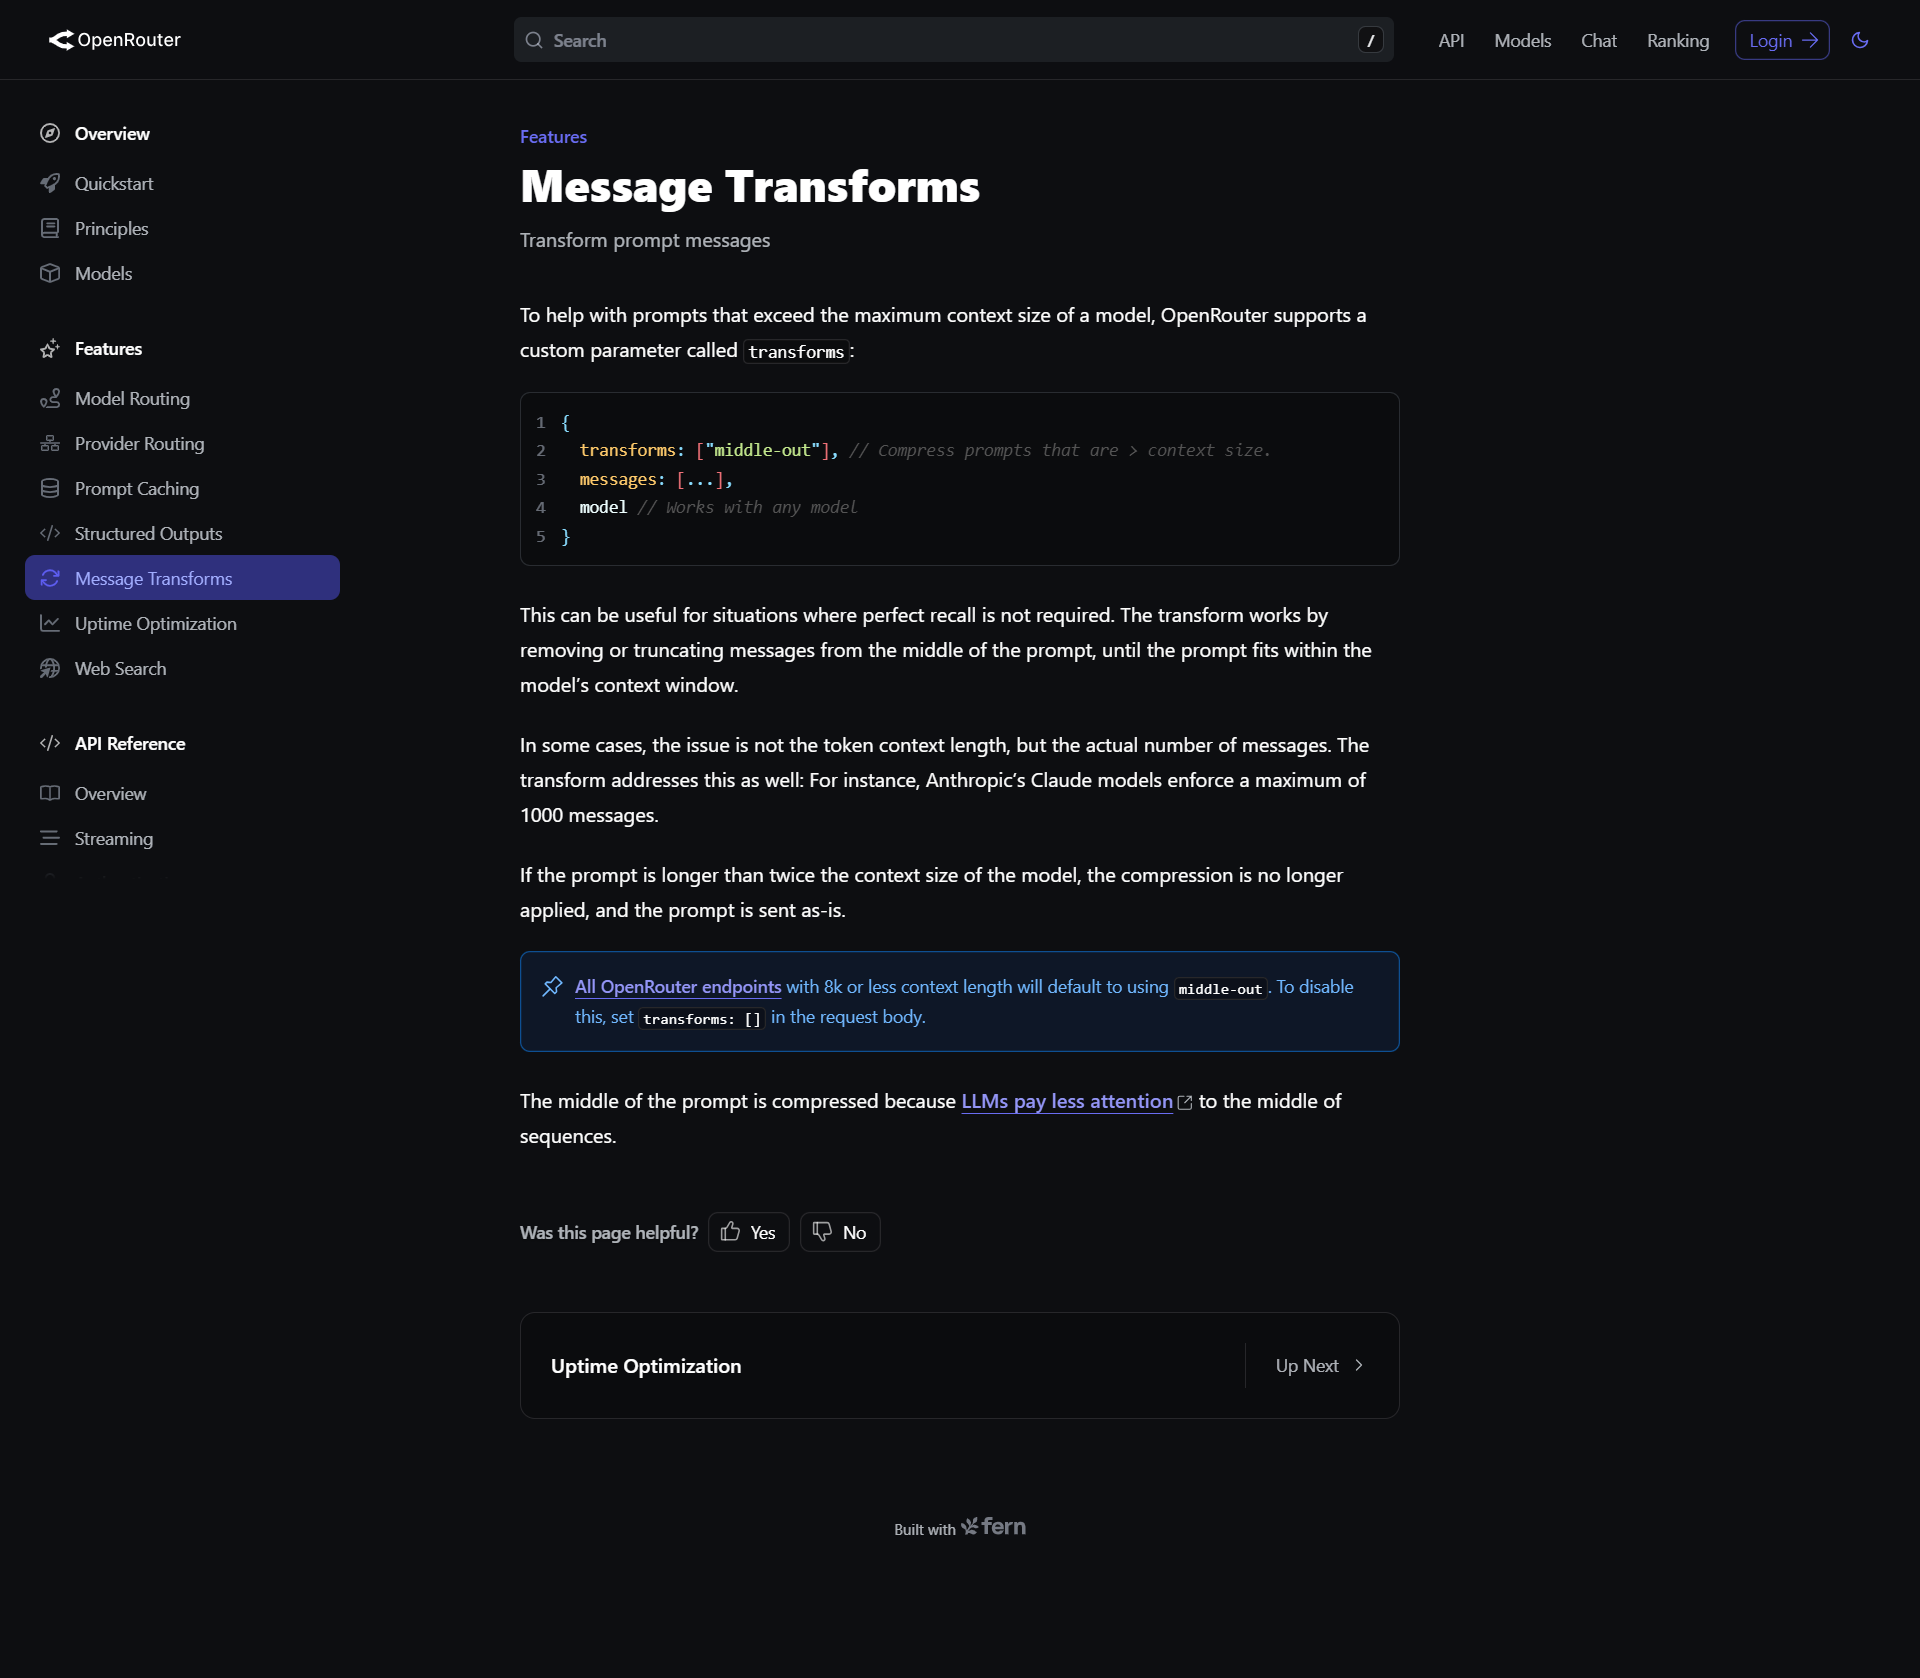 OpenRouter
Search
/
API
Models
Chat
Ranking
Login
Overview
Quickstart
Principles
Models
Features
Model Routing
Provider Routing
Prompt Caching
Structured Outputs
Message Transforms
Uptime Optimization
Web Search
API Reference
Overview
Streaming
Features
Message Transforms
Transform prompt messages
To help with prompts that exceed the maximum context size of a model, OpenRouter supports a
custom parameter called transforms:
1 {
2   transforms: ["middle-out"], // Compress prompts that are > context size.
3   messages: [...],
4   model // Works with any model
5 }
This can be useful for situations where perfect recall is not required. The transform works by
removing or truncating messages from the middle of the prompt, until the prompt fits within the
model’s context window.
In some cases, the issue is not the token context length, but the actual number of messages. The
transform addresses this as well: For instance, Anthropic’s Claude models enforce a maximum of
1000 messages.
If the prompt is longer than twice the context size of the model, the compression is no longer
applied, and the prompt is sent as-is.
All OpenRouter endpoints with 8k or less context length will default to using middle-out. To disable
this, set transforms: [] in the request body.
The middle of the prompt is compressed because LLMs pay less attention to the middle of
sequences.
Was this page helpful?
Yes
No
Uptime Optimization
Up Next
Built with fern